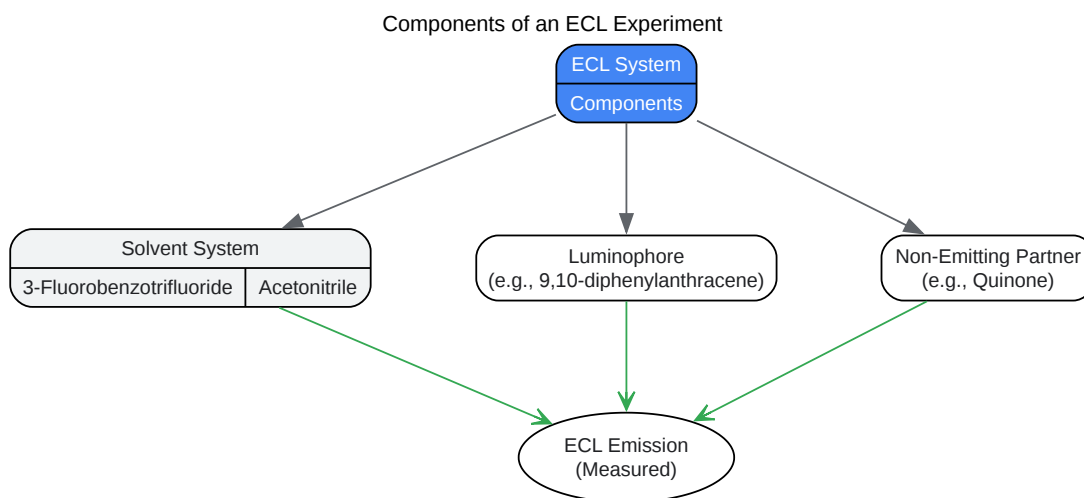 Components of an ECL Experiment
ECL System
Components
Solvent System
3-Fluorobenzotrifluoride
Acetonitrile
Luminophore
(e.g., 9,10-diphenylanthracene)
Non-Emitting Partner
(e.g., Quinone)
ECL Emission
(Measured)